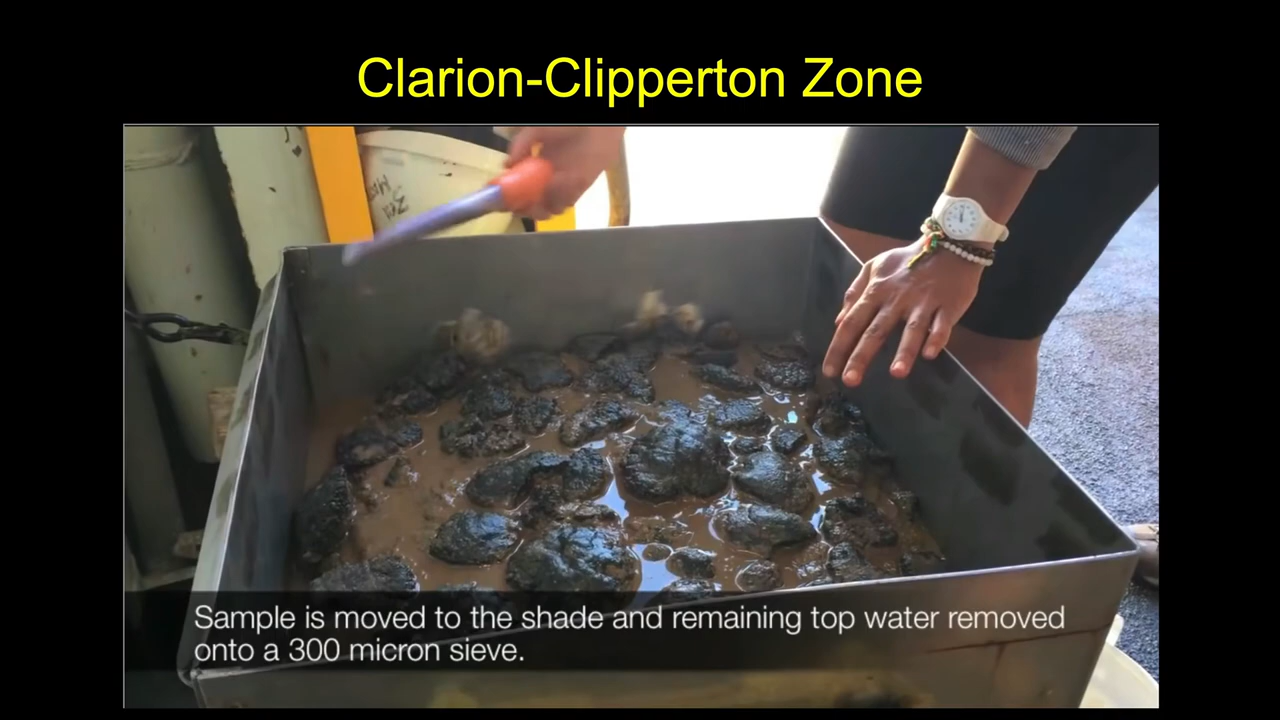 Clarion-Clipperton Zone
Sample is moved to the shade and remaining top water removed
onto a 300 micron sieve.